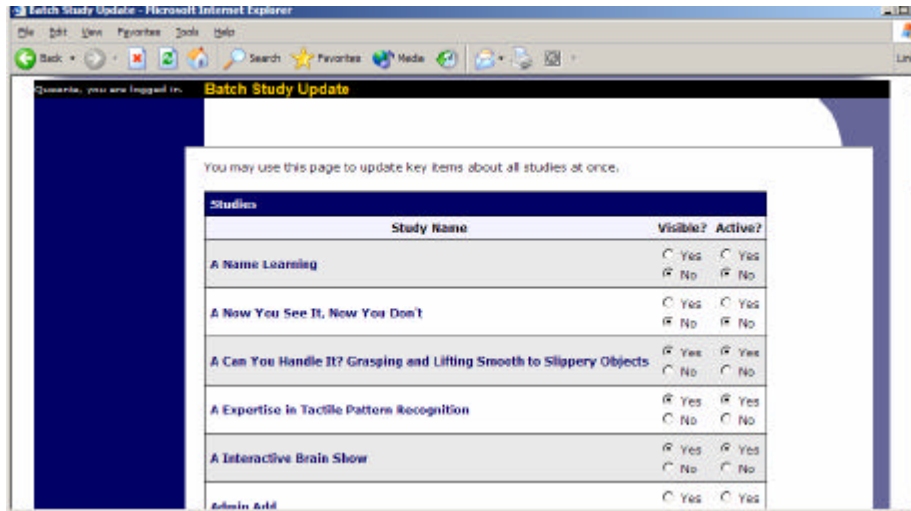 Batch Study Update - Microsoft Internet Explorer
File Edit View Favorites Tools Help
Back Search Favorites Media
you are logged in. Batch Study Update
You may use this page to update key items about all studies at once.
Studies
Study Name Visible? Active?
Yes Yes
A Name Learning
No No
Yes Yes
A Now You See It, Now You Don't
No No
Yes Yes
A Can You Handle It? Grasping and Lifting Smooth to Slippery Objects
No No
Yes Yes
A Expertise in Tactile Pattern Recognition
No No
Yes Yes
A Interactive Brain Show
No No
Yes Yes
Admin Add